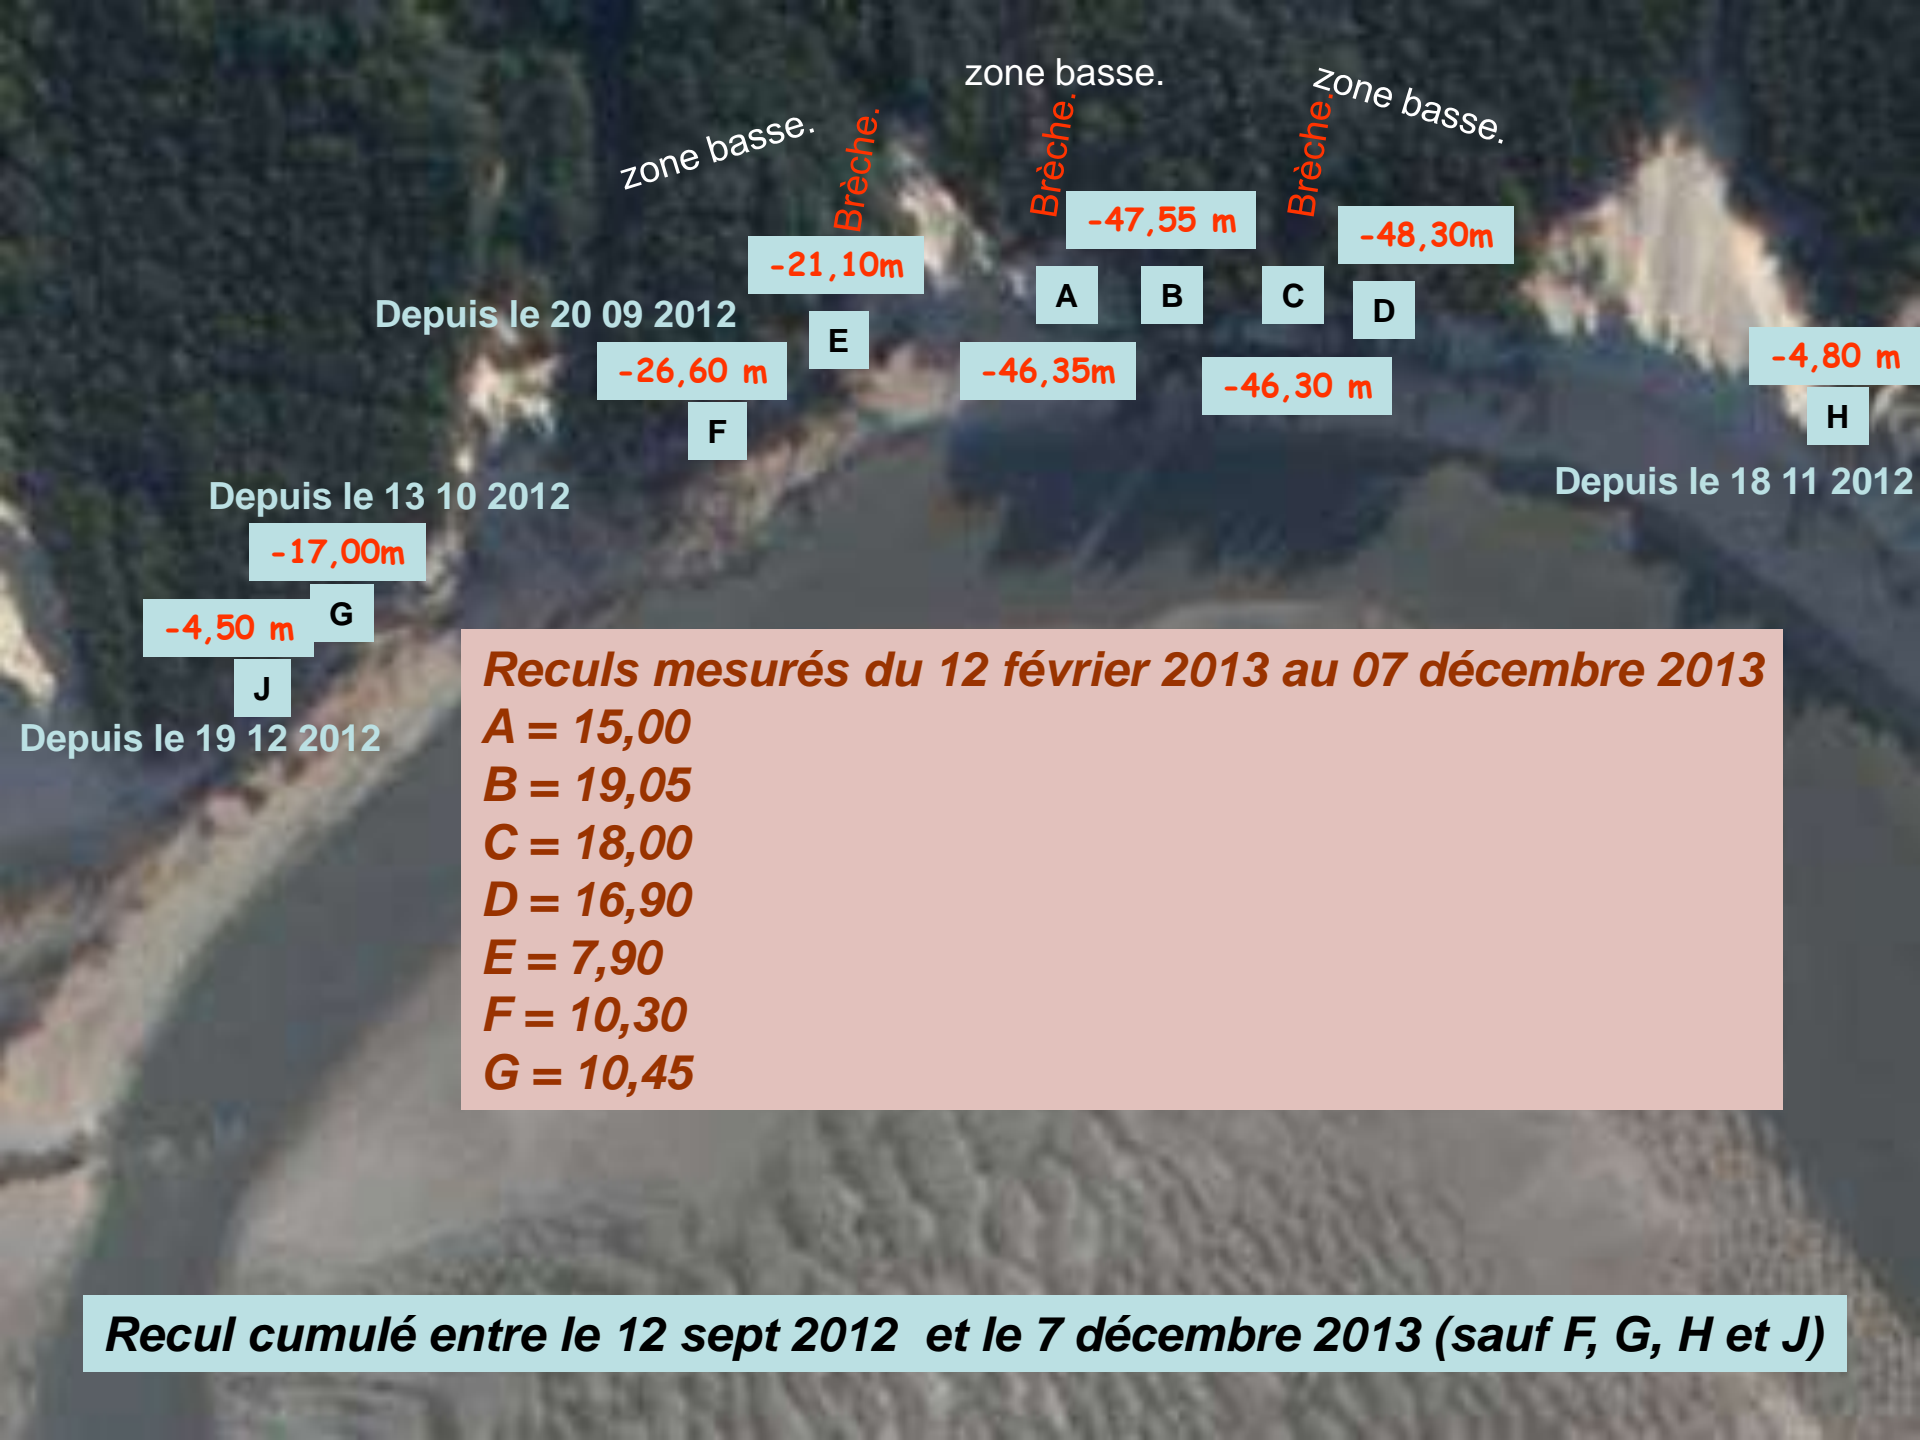 zone basse.
zone basse.
zone basse.
Brèche.
Brèche.
Brèche.
-47,55 m
-48,30m
-21,10m
A
B
C
D
Depuis le 20 09 2012
E
-26,60 m
-46,35m
-46,30 m
-4,80 m
F
H
Depuis le 18 11 2012
Depuis le 13 10 2012
-17,00m
G
-4,50 m
J
Depuis le 19 12 2012
Reculs mesurés du 12 février 2013 au 07 décembre 2013
A = 15,00
B = 19,05
C = 18,00
D = 16,90
E = 7,90
F = 10,30
G = 10,45
Recul cumulé entre le 12 sept 2012 et le 7 décembre 2013 (sauf F, G, H et J)